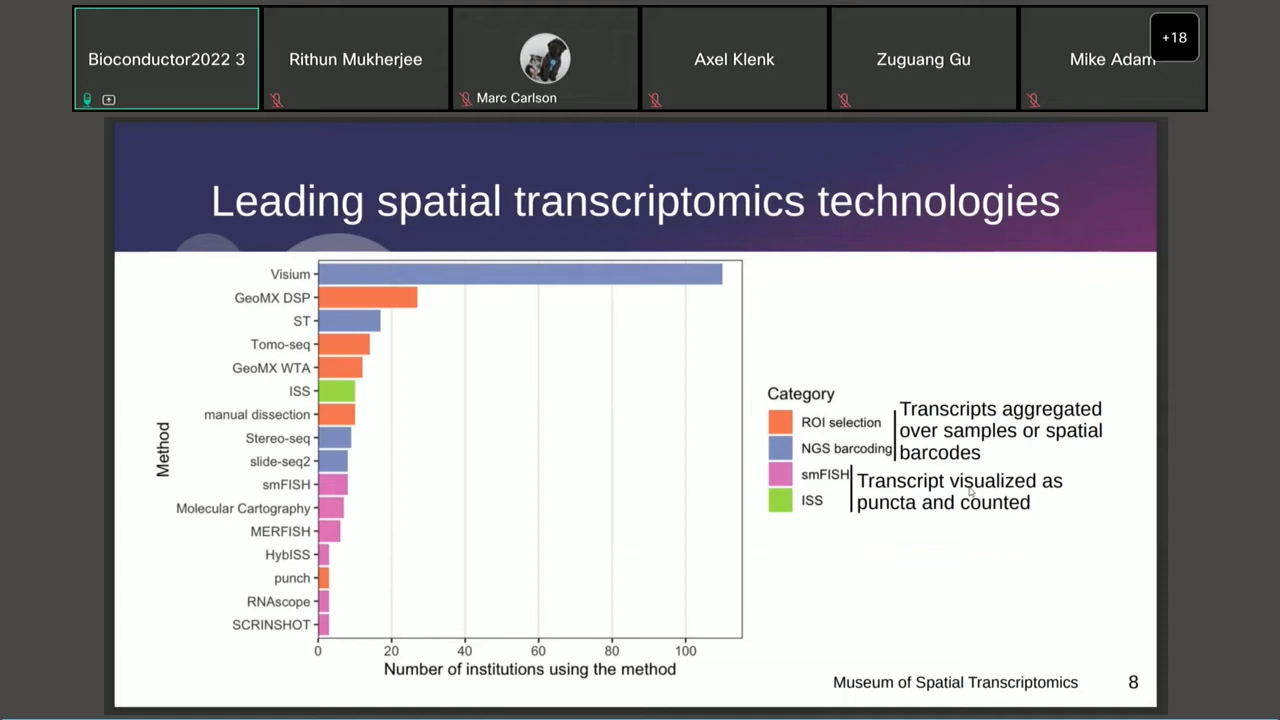 Bioconductor2022 3
Rithun Mukherjee
Marc Carlson
Axel Klenk
Zuguang Gu
Mike Adam
+18
Leading spatial transcriptomics technologies
Method
Visium
GeoMX DSP
ST
Tomo-seq
GeoMX WTA
ISS
manual dissection
Stereo-seq
slide-seq2
smFISH
Molecular Cartography
MERFISH
HybISS
punch
RNAscope
SCRINSHOT
0 20 40 60 80 100
Number of institutions using the method
Category
ROI selection
NGS barcoding
smFISH
ISS
Transcripts aggregated
over samples or spatial
barcodes
Transcript visualized as
puncta and counted
Museum of Spatial Transcriptomics
8